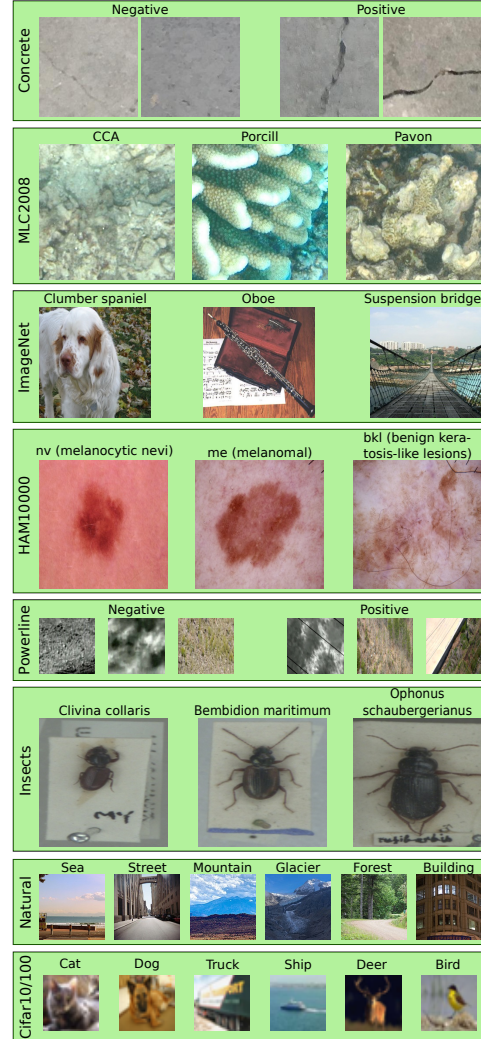 Concrete
Negative
Positive
MLC2008
CCA
Porcill
Pavon
ImageNet
Clumber spaniel
Oboe
Suspension bridge
HAM10000
nv (melanocytic nevi)
me (melanomal)
bkl (benign kera-
tosis-like lesions)
Powerline
Negative
Positive
Insects
Clivina collaris
Bembidion maritimum
Ophonus
schaubergerianus
Natural
Sea
Street
Mountain
Glacier
Forest
Building
Cifar10/100
Cat
Dog
Truck
Ship
Deer
Bird